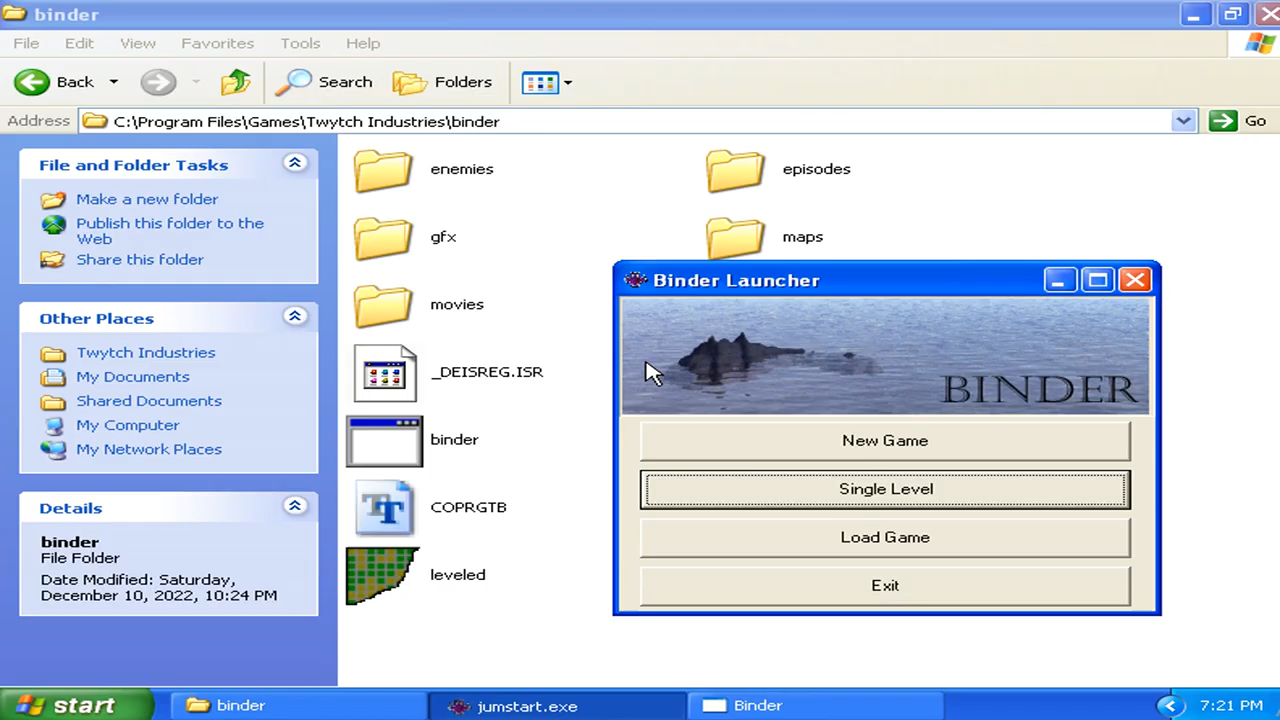 binder
File Edit View Favorites Tools Help
Back Search Folders
Address C:\Program Files\Games\Twytch Industries\binder Go
File and Folder Tasks
Make a new folder
Publish this folder to the
Web
Share this folder
Other Places
Twytch Industries
My Documents
Shared Documents
My Computer
My Network Places
Details
binder
File Folder
Date Modified: Saturday,
December 10, 2022, 10:24 PM
enemies episodes
gfx maps
movies
_DEISREG.ISR
binder
COPRGTB
leveled
Binder Launcher
BINDER
New Game
Single Level
Load Game
Exit
start binder jumstart.exe Binder 7:21 PM